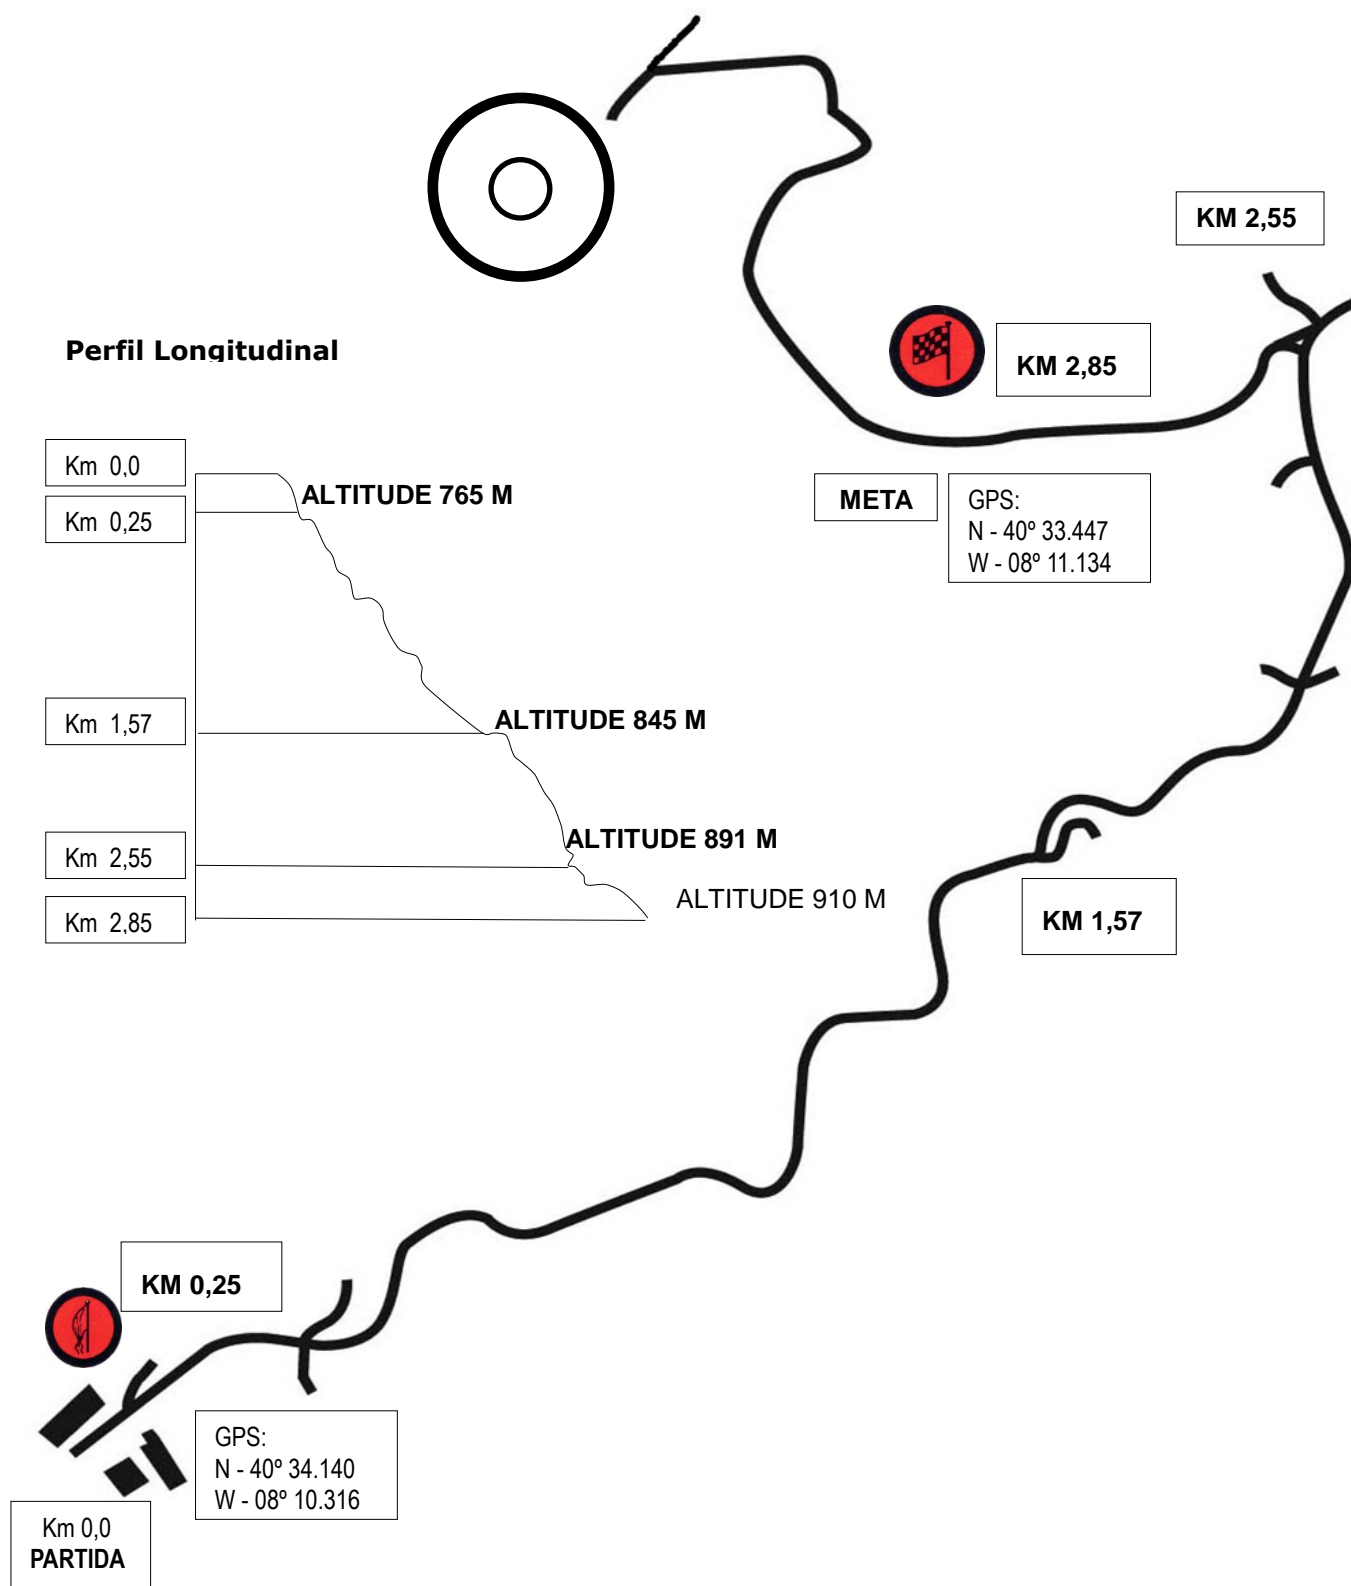 KM 2,55
Perfil Longitudinal
KM 2,85
Km 0,0
ALTITUDE 765 M
Km 0,25
META
GPS:
N - 40º 33.447
W - 08º 11.134
Km 1,57
ALTITUDE 845 M
ALTITUDE 891 M
Km 2,55
ALTITUDE 910 M
Km 2,85
KM 1,57
KM 0,25
GPS:
N - 40º 34.140
W - 08º 10.316
Km 0,0
PARTIDA